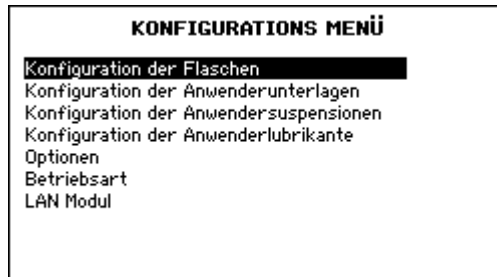 KONFIGURATIONS MENÜ
Konfiguration der Flaschen
Konfiguration der Anwenderunterlagen
Konfiguration der Anwendersuspensionen
Konfiguration der Anwenderlubrikante
Optionen
Betriebsart
LAN Modul